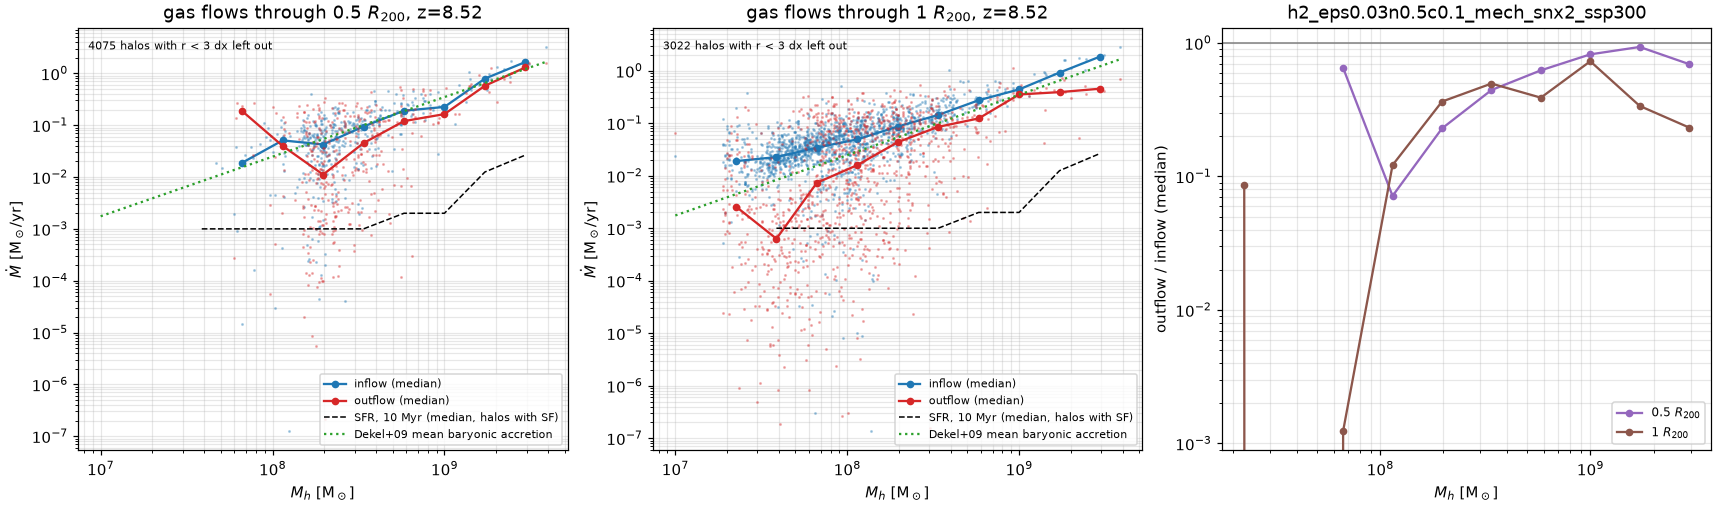 gas flows through 0.5 R200, z=8.52
4075 halos with r < 3 dx left out
10^0
10^-1
10^-2
10^-3
10^-4
10^-5
10^-6
10^-7
Ṁ [M⊙/yr]
inflow (median)
outflow (median)
SFR, 10 Myr (median, halos with SF)
Dekel+09 mean baryonic accretion
10^7
10^8
10^9
M_h [M⊙]
gas flows through 1 R200, z=8.52
3022 halos with r < 3 dx left out
10^0
10^-1
10^-2
10^-3
10^-4
10^-5
10^-6
10^-7
Ṁ [M⊙/yr]
inflow (median)
outflow (median)
SFR, 10 Myr (median, halos with SF)
Dekel+09 mean baryonic accretion
10^7
10^8
10^9
M_h [M⊙]
h2_eps0.03n0.5c0.1_mech_snx2_ssp300
10^0
10^-1
10^-2
10^-3
outflow / inflow (median)
0.5 R200
1 R200
10^8
10^9
M_h [M⊙]